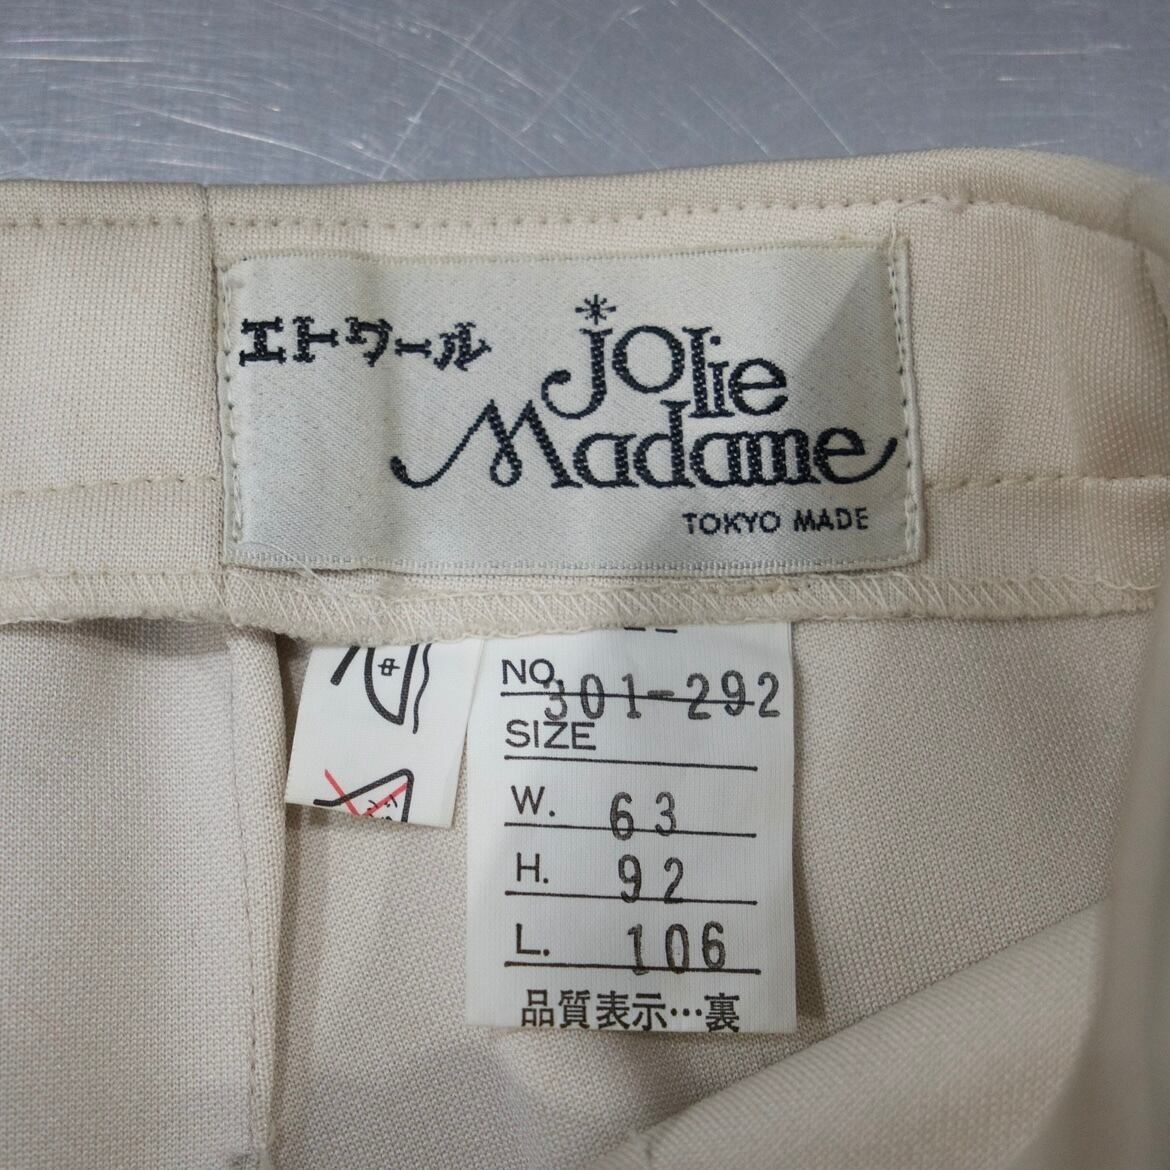 エトワール
jolie
Madame
TOKYO MADE
中
NO. 301-292
SIZE
W. 63
H. 92
L. 106
品質表示…裏